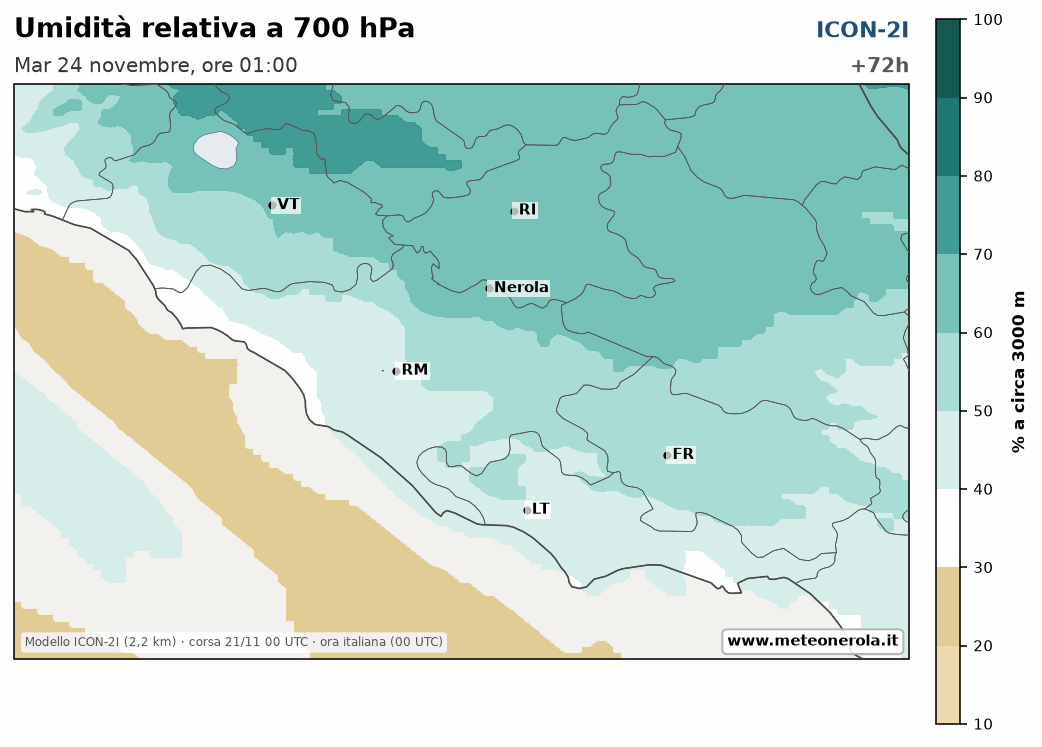 Umidità relativa a 700 hPa
ICON-2I
Mar 24 novembre, ore 01:00
+72h
100
90
80
70
60
50
40
30
20
10
% a circa 3000 m
VT
RI
Nerola
RM
FR
LT
Modello ICON-2I (2,2 km) · corsa 21/11 00 UTC · ora italiana (00 UTC)
www.meteonerola.it